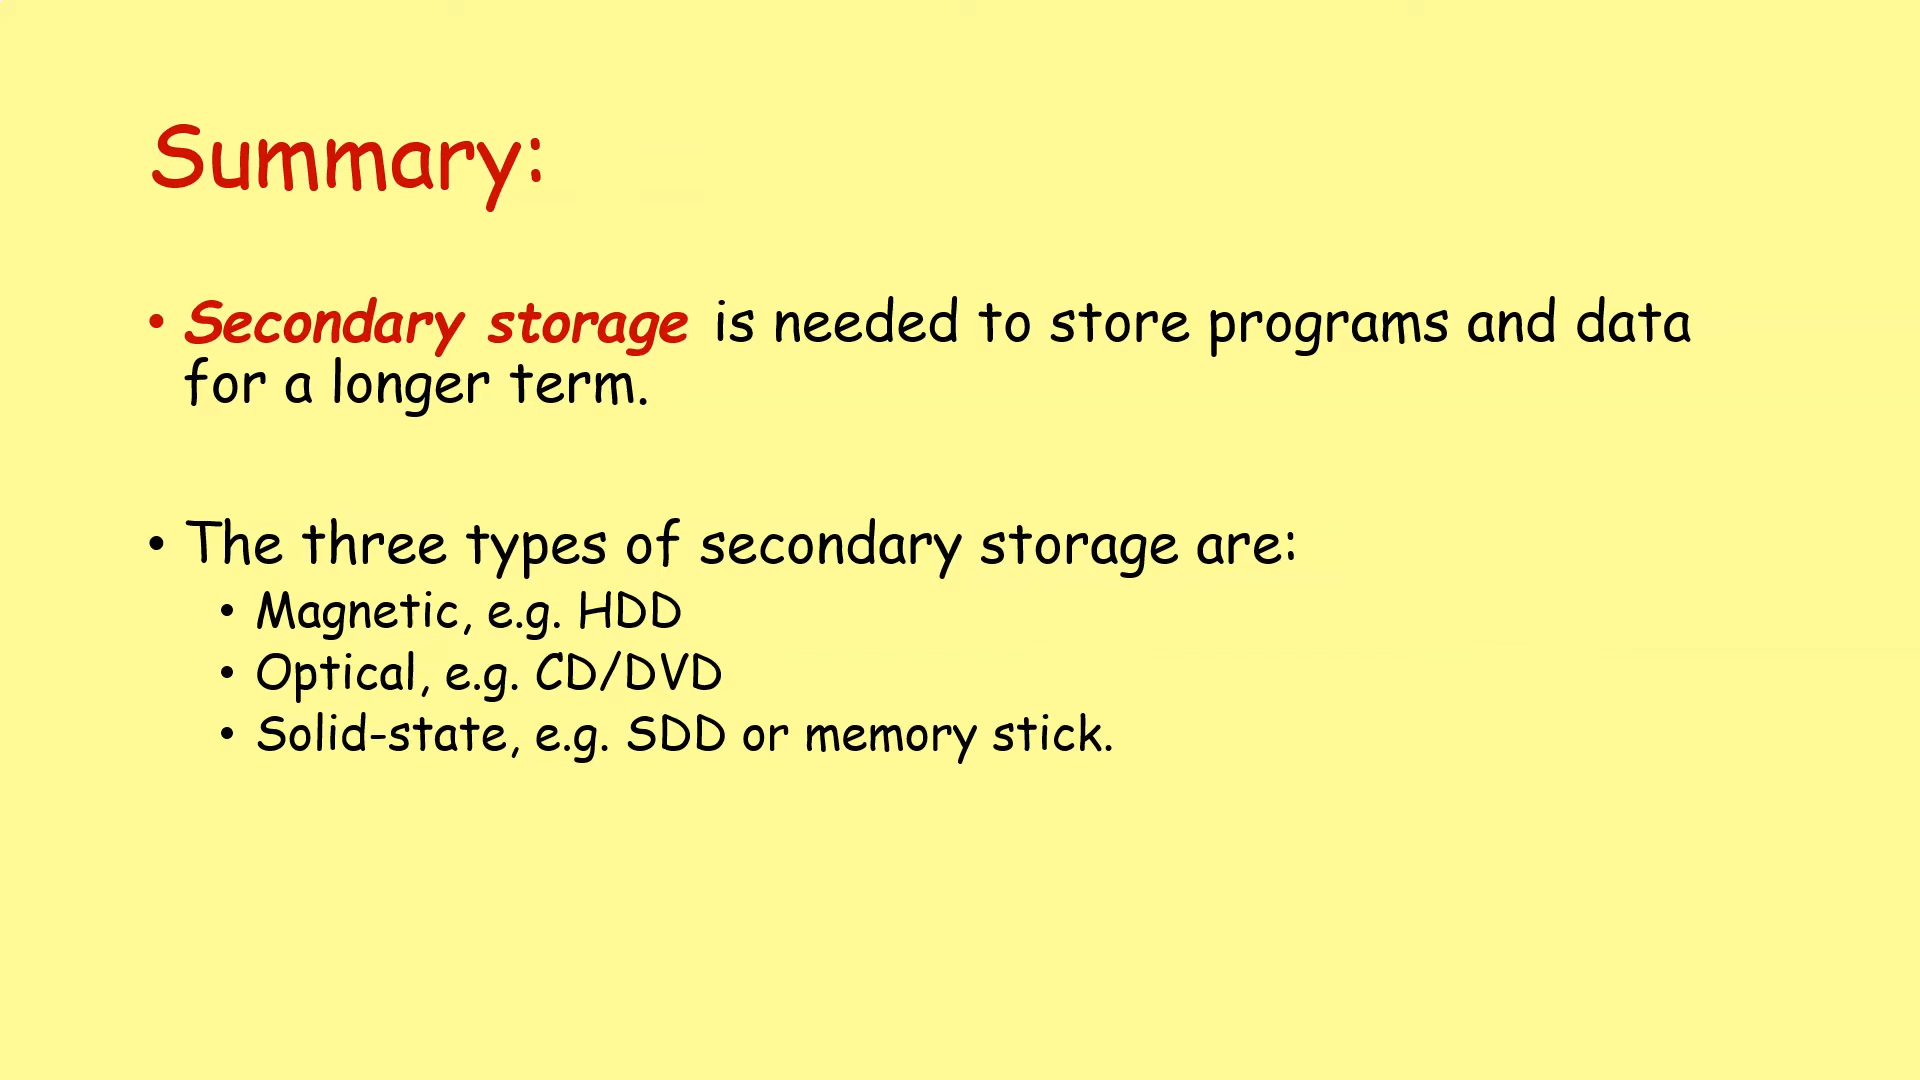 Summary:
• Secondary storage is needed to store programs and data
for a longer term.
• The three types of secondary storage are:
• Magnetic, e.g. HDD
• Optical, e.g. CD/DVD
• Solid-state, e.g. SDD or memory stick.